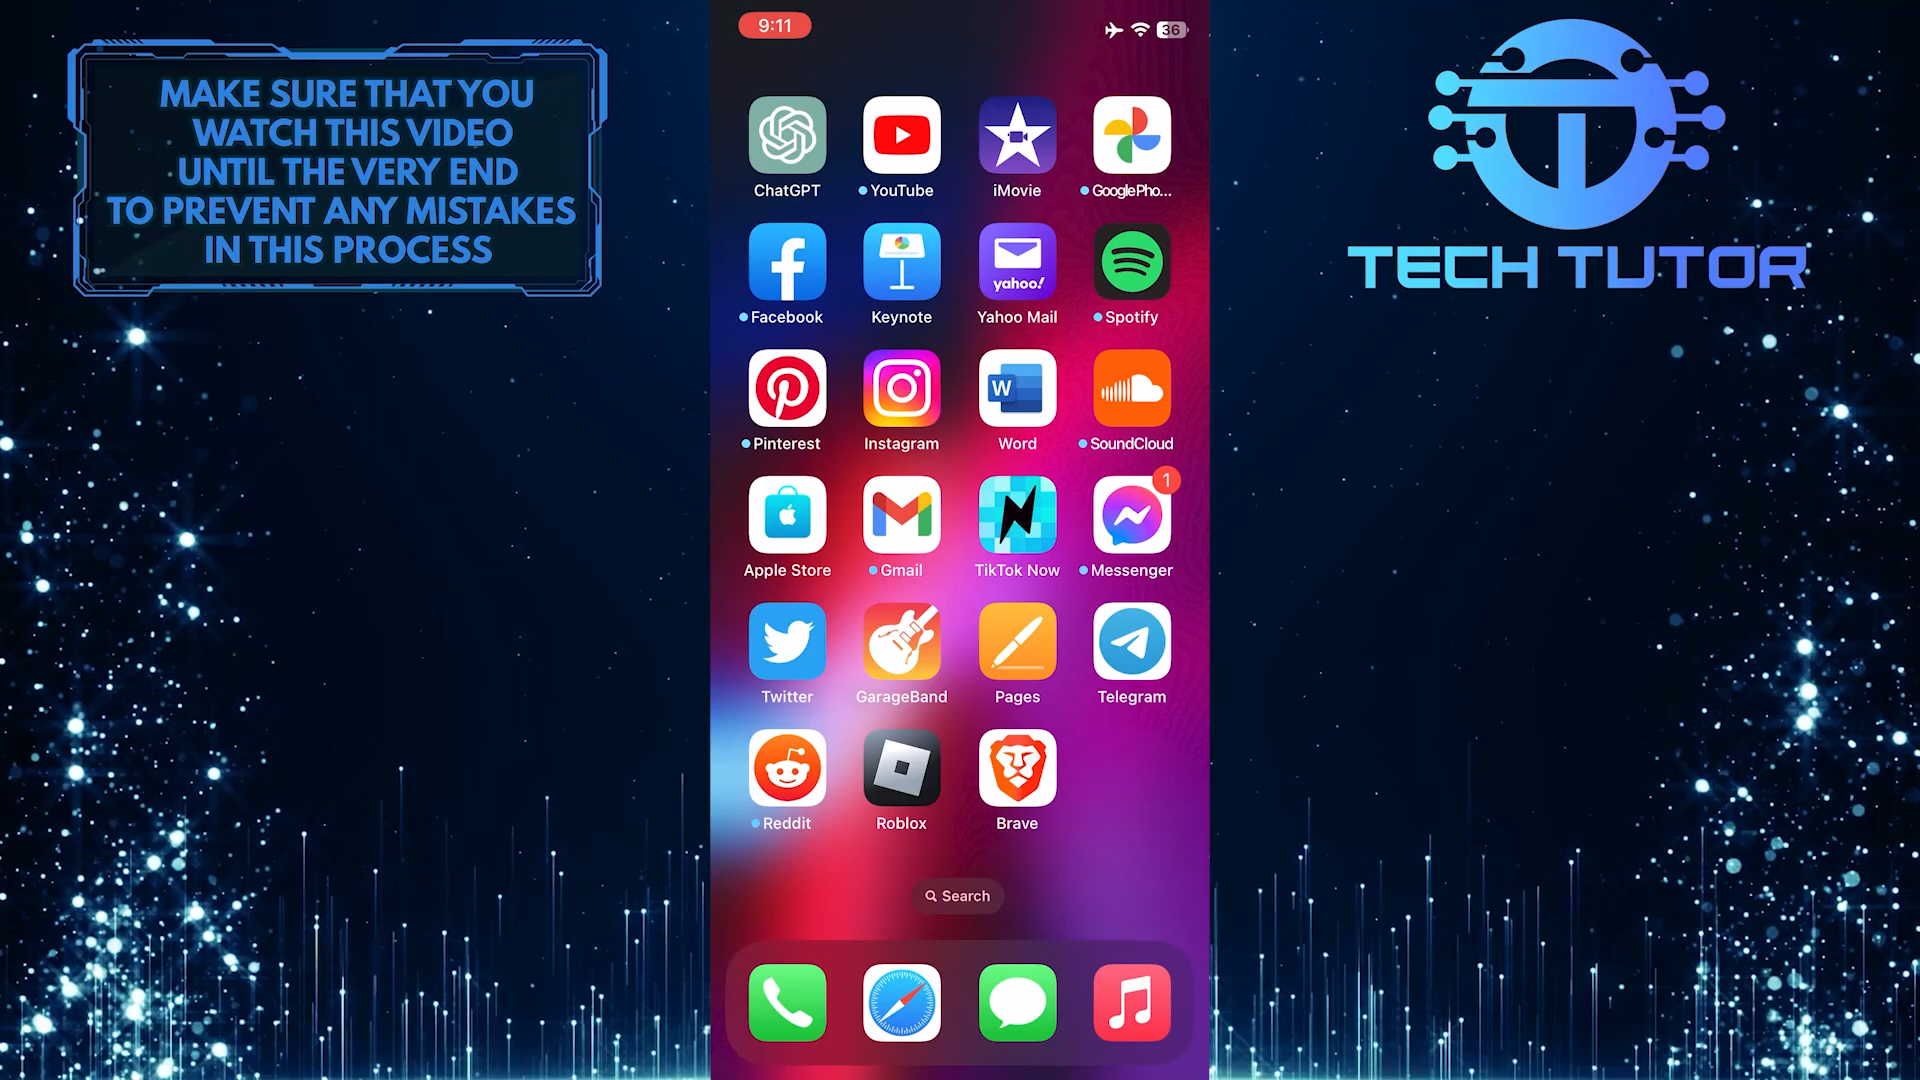 MAKE SURE THAT YOU
WATCH THIS VIDEO
UNTIL THE VERY END
TO PREVENT ANY MISTAKES
IN THIS PROCESS
9:11
36
ChatGPT
YouTube
iMovie
Google Pho...
Facebook
Keynote
yahoo!
Yahoo Mail
Spotify
Pinterest
Instagram
W
Word
SoundCloud
1
Apple Store
Gmail
TikTok Now
Messenger
Twitter
GarageBand
Pages
Telegram
Reddit
Roblox
Brave
Search
TECH TUTOR